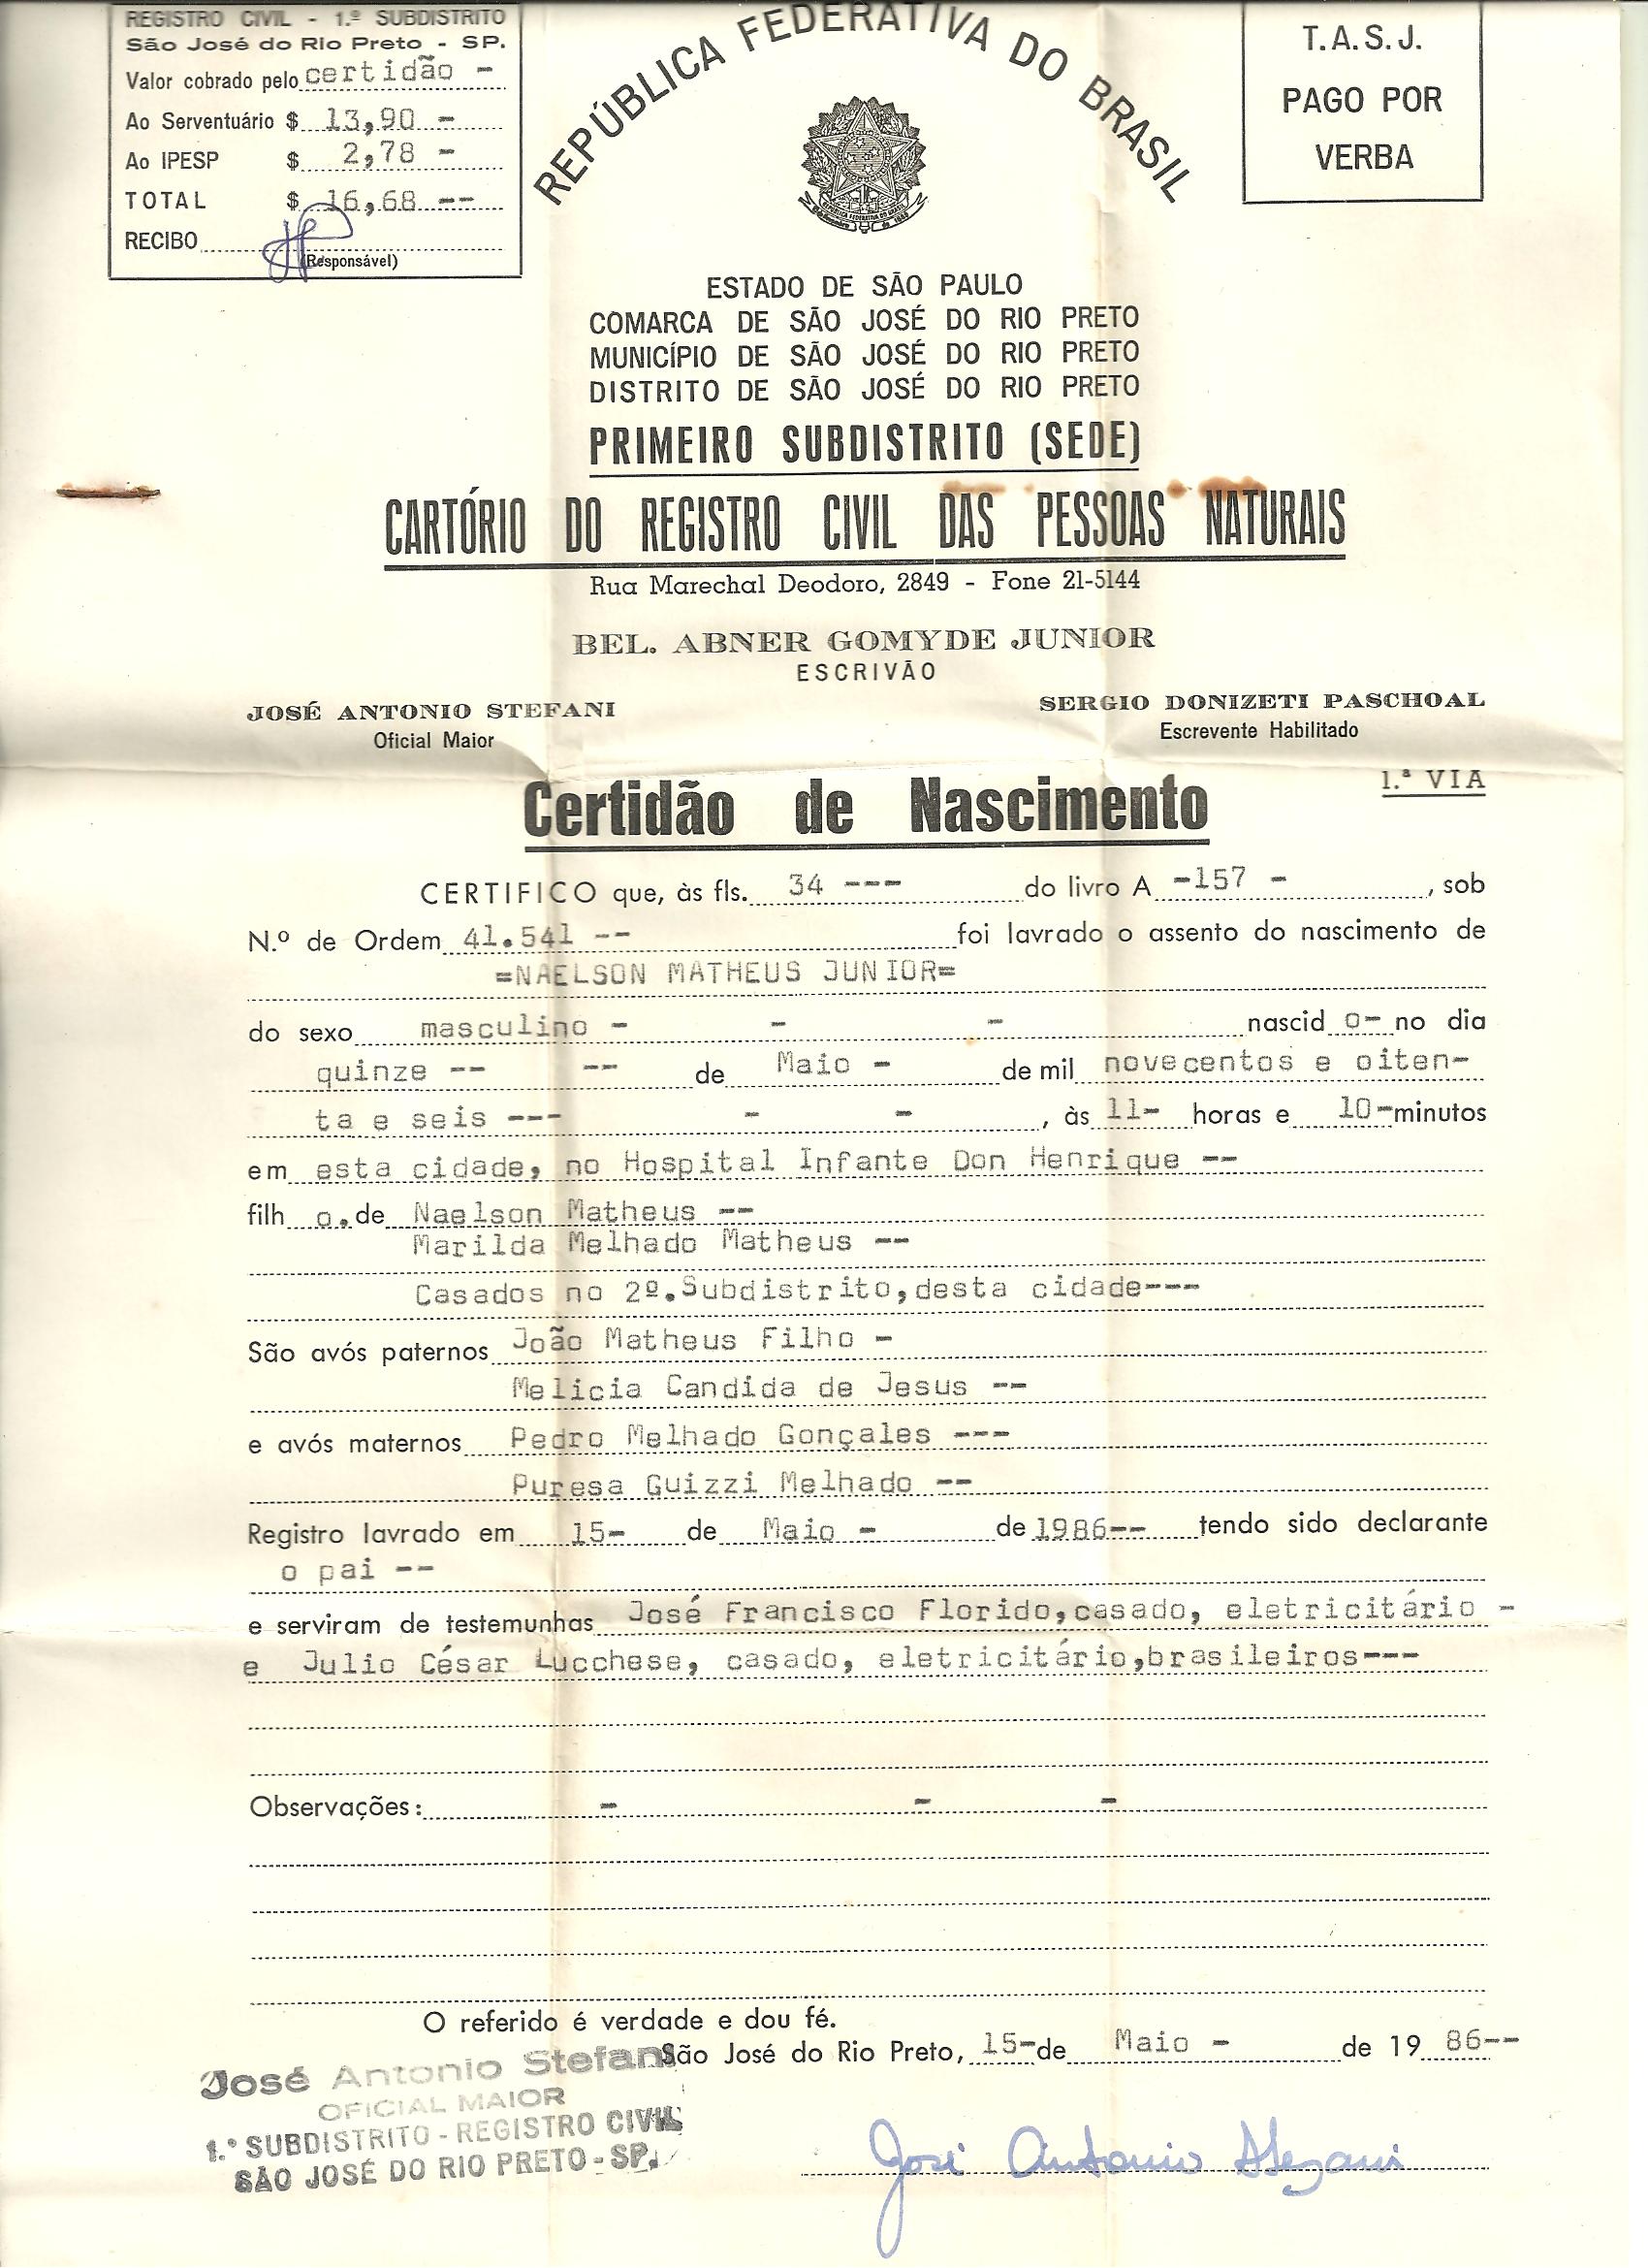 REGISTRO CIVIL - 1.º SUBDISTRITO
São José do Rio Preto - SP.
Valor cobrado pelo certidão -
Ao Serventuário $ 13,90 -
Ao IPESP $ 2,78 -
TOTAL $ 16,68 --
RECIBO
(Responsável)
REPÚBLICA FEDERATIVA DO BRASIL
T.A.S.J.
PAGO POR
VERBA
ESTADO DE SÃO PAULO
COMARCA DE SÃO JOSÉ DO RIO PRETO
MUNICÍPIO DE SÃO JOSÉ DO RIO PRETO
DISTRITO DE SÃO JOSÉ DO RIO PRETO
PRIMEIRO SUBDISTRITO (SEDE)
CARTÓRIO DO REGISTRO CIVIL DAS PESSOAS NATURAIS
Rua Marechal Deodoro, 2849 - Fone 21-5144
BEL. ABNER GOMYDE JUNIOR
ESCRIVÃO
JOSÉ ANTONIO STEFANI
Oficial Maior
SERGIO DONIZETI PASCHOAL
Escrevente Habilitado
Certidão de Nascimento
1.ª VIA
CERTIFICO que, às fls. 34 --- do livro A -157 - , sob
N.º de Ordem 41.541 -- foi lavrado o assento do nascimento de
=NAELSON MATHEUS JUNIOR=
do sexo masculino - - - nascid o- no dia
quinze -- -- de Maio - de mil novecentos e oiten-
ta e seis --- - - , às 11- horas e 10-minutos
em esta cidade, no Hospital Infante Don Henrique --
filh o. de Naelson Matheus --
Marilda Melhado Matheus --
Casados no 2º.Subdistrito,desta cidade---
São avós paternos João Matheus Filho -
Melicia Candida de Jesus --
e avós maternos Pedro Melhado Gonçales ---
Puresa Guizzi Melhado --
Registro lavrado em 15- de Maio - de 1986-- tendo sido declarante
o pai --
e serviram de testemunhas José Francisco Florido,casado, eletricitário -
e Julio César Lucchese, casado, eletricitário,brasileiros---
Observações: - - -
O referido é verdade e dou fé.
São José do Rio Preto, 15-de Maio - de 19 86--
José Antonio Stefani
OFICIAL MAIOR
1.º SUBDISTRITO - REGISTRO CIVIL
SÃO JOSÉ DO RIO PRETO - SP.
José Antonio Stefani